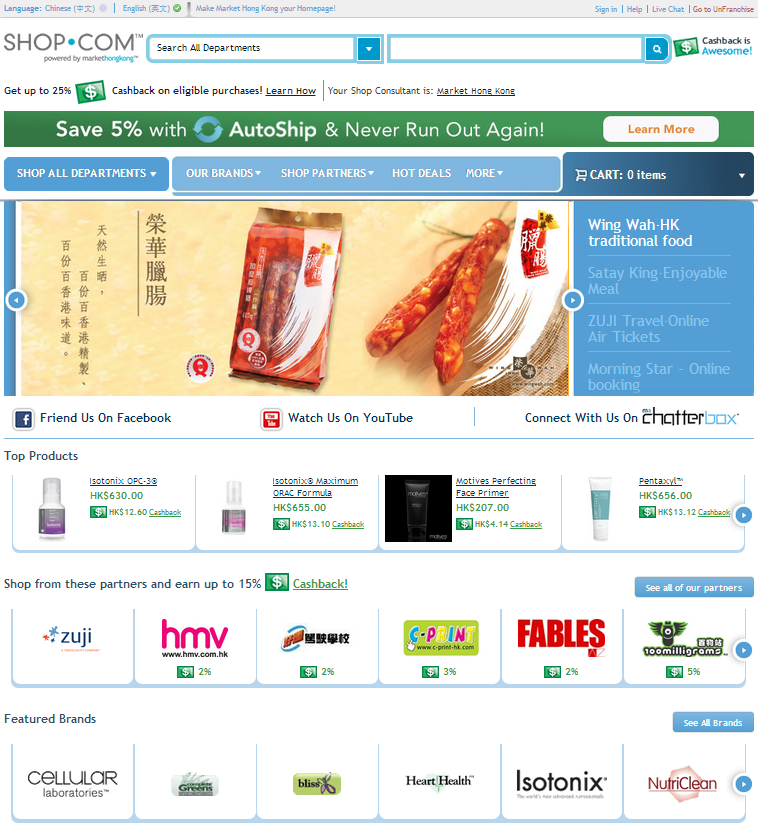 Language: Chinese (中文) English (英文) Make Market Hong Kong your Homepage! Sign in Help Live Chat Go to UnFranchise
SHOP•COM™
powered by markethongkong™
Search All Departments
Cashback is
Awesome!
Get up to 25% $ Cashback on eligible purchases! Learn How Your Shop Consultant is: Market Hong Kong
Save 5% with AutoShip & Never Run Out Again! Learn More
SHOP ALL DEPARTMENTS OUR BRANDS SHOP PARTNERS HOT DEALS MORE CART: 0 items
榮華臘腸
天然生晒，
百份百香港精製、
百份百香港味道。
Wing Wah-HK
traditional food
Satay King-Enjoyable
Meal
ZUJI Travel-Online
Air Tickets
Morning Star - Online
booking
Friend Us On Facebook Watch Us On YouTube Connect With Us On ma chatterbox
Top Products
Isotonix OPC-3®
HK$630.00
$ HK$12.60 Cashback
Isotonix® Maximum
ORAC Formula
HK$655.00
$ HK$13.10 Cashback
Motives Perfecting
Face Primer
HK$207.00
$ HK$4.14 Cashback
Pentaxyl™
HK$656.00
$ HK$13.12 Cashback
Shop from these partners and earn up to 15% $ Cashback! See all of our partners
zuji
hmv
www.hmv.com.hk
$ 2%
駕駛學校
$ 2%
C-PRINT
www.c-print-hk.com
$ 3%
FABLES
$ 2%
百物站
100milligrams
$ 5%
Featured Brands See All Brands
CELLULAR
laboratories™
complete
Greens
bliss
Heart Health™
Isotonix®
The world's most advanced nutraceuticals
NutriClean